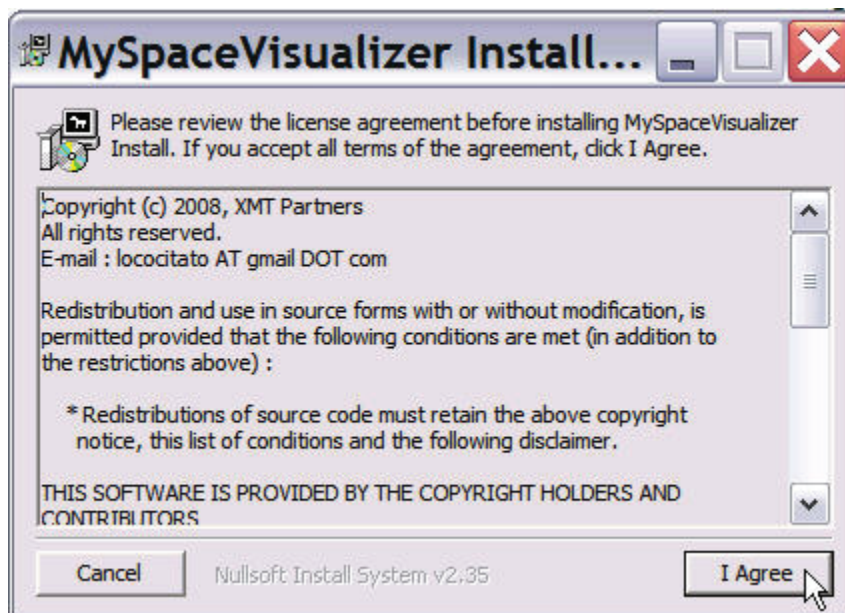 MySpaceVisualizer Install...
Please review the license agreement before installing MySpaceVisualizer
Install. If you accept all terms of the agreement, click I Agree.
Copyright (c) 2008, XMT Partners
All rights reserved.
E-mail : lococitato AT gmail DOT com
Redistribution and use in source forms with or without modification, is
permitted provided that the following conditions are met (in addition to
the restrictions above) :
* Redistributions of source code must retain the above copyright
notice, this list of conditions and the following disclaimer.
THIS SOFTWARE IS PROVIDED BY THE COPYRIGHT HOLDERS AND
CONTRIBUTORS
Cancel
Nullsoft Install System v2.35
I Agree